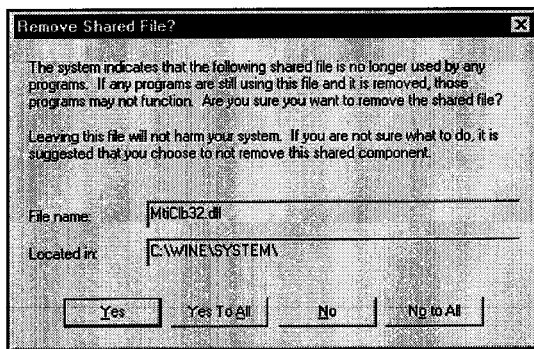 Remove Shared File?
The system indicates that the following shared file is no longer used by any
programs. If any programs are still using this file and it is removed, those
programs may not function. Are you sure you want to remove the shared file?
Leaving this file will not harm your system. If you are not sure what to do, it is
suggested that you choose to not remove this shared component.
File name: MtiClb32.dll
Located in: C:\WINE\SYSTEM\
Yes Yes To All No No to All